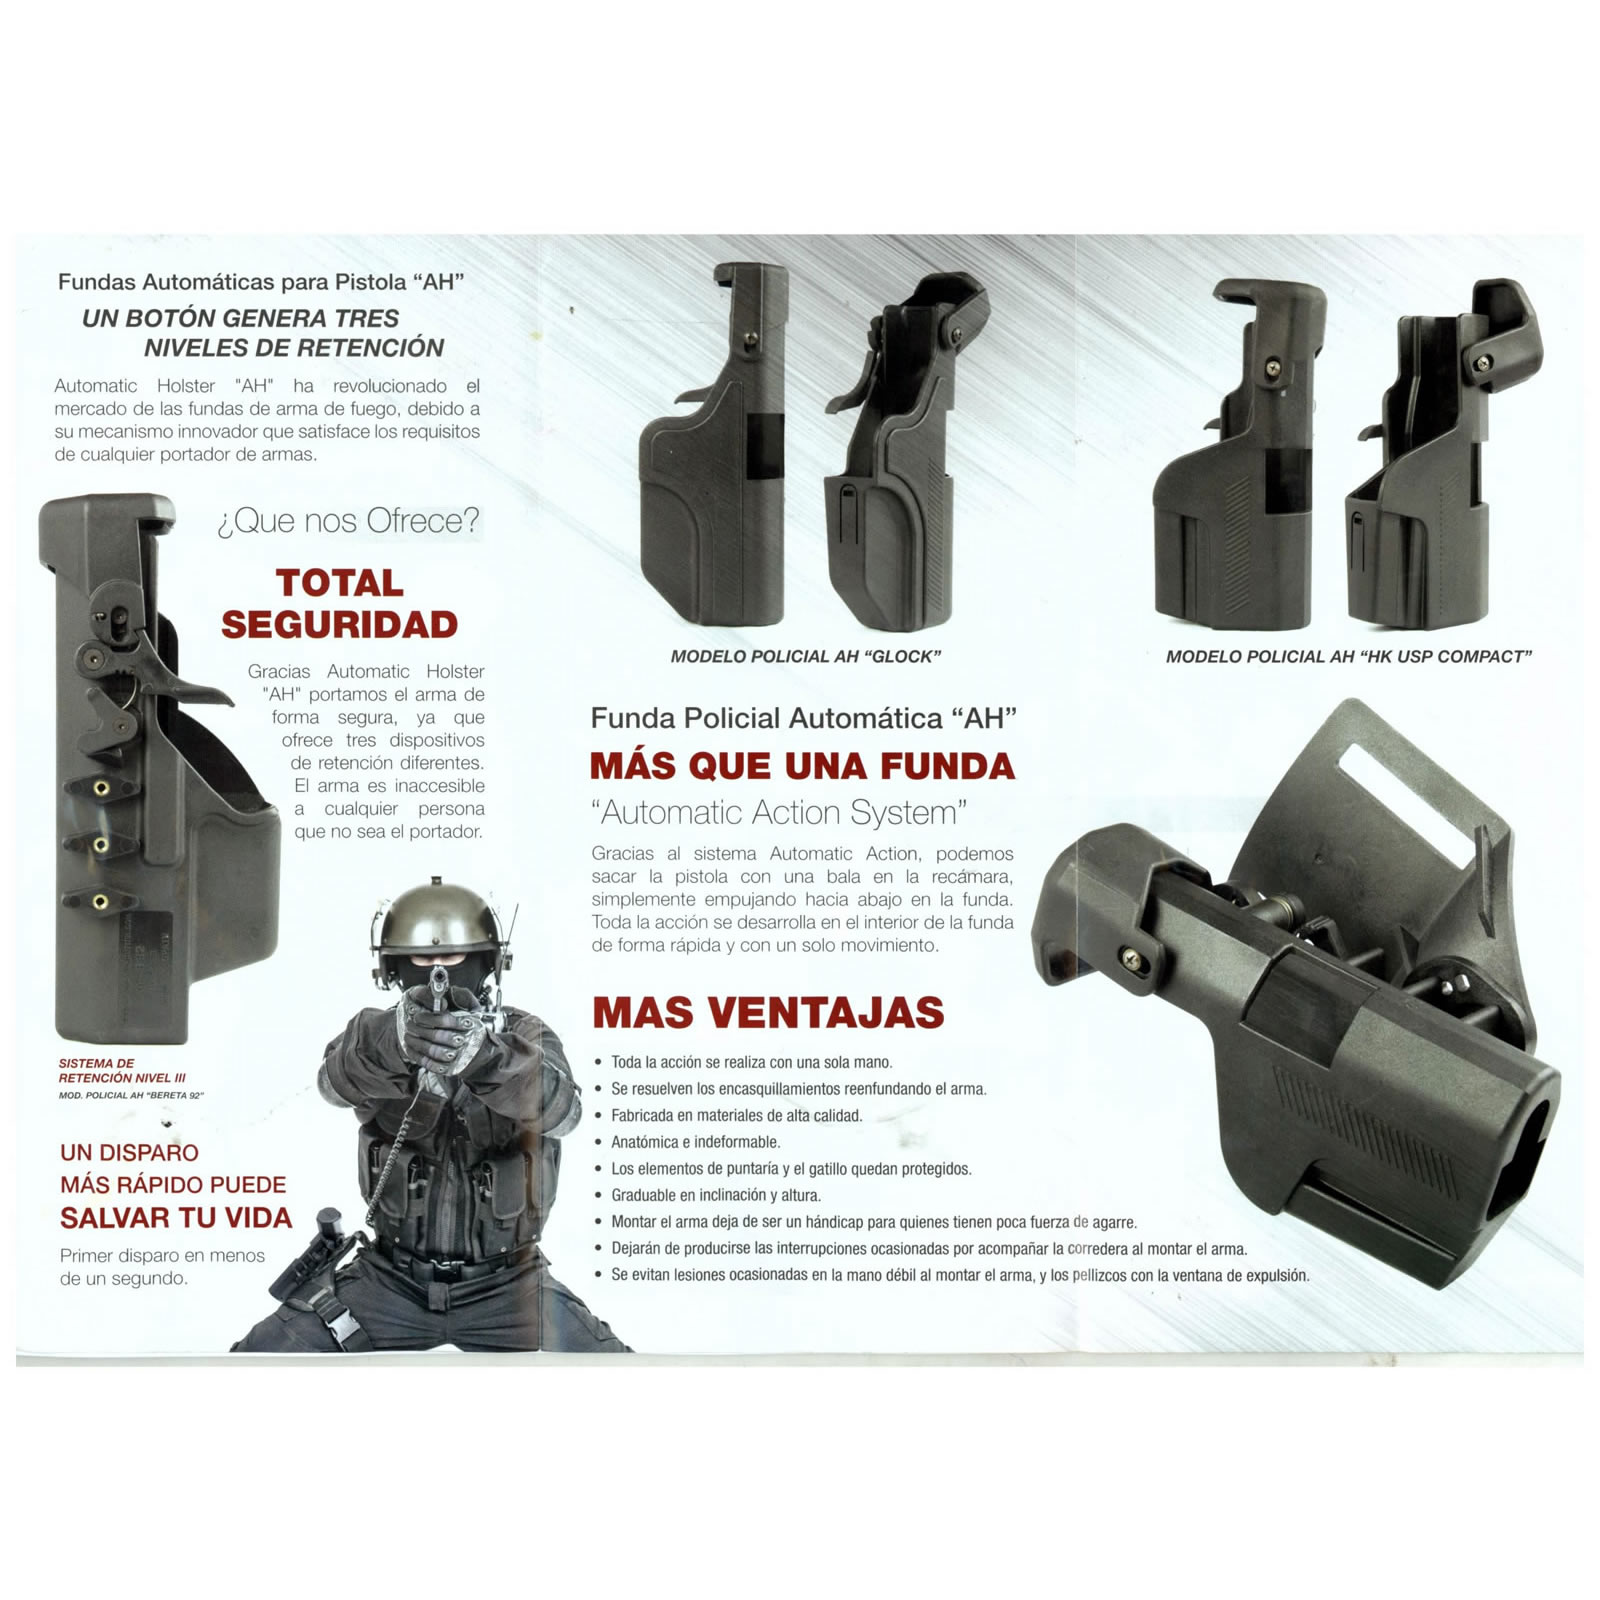 Fundas Automáticas para Pistola “AH”
UN BOTÓN GENERA TRES
NIVELES DE RETENCIÓN
Automatic Holster "AH" ha revolucionado el
mercado de las fundas de arma de fuego, debido a
su mecanismo innovador que satisface los requisitos
de cualquier portador de armas.
¿Que nos Ofrece?
TOTAL
SEGURIDAD
Gracias Automatic Holster
"AH" portamos el arma de
forma segura, ya que
ofrece tres dispositivos
de retención diferentes.
El arma es inaccesible
a cualquier persona
que no sea el portador.
SISTEMA DE
RETENCIÓN NIVEL III
MOD. POLICIAL AH “BERETA 92”
UN DISPARO
MÁS RÁPIDO PUEDE
SALVAR TU VIDA
Primer disparo en menos
de un segundo.
MODELO POLICIAL AH “GLOCK”
MODELO POLICIAL AH “HK USP COMPACT”
Funda Policial Automática “AH”
MÁS QUE UNA FUNDA
“Automatic Action System”
Gracias al sistema Automatic Action, podemos
sacar la pistola con una bala en la recámara,
simplemente empujando hacia abajo en la funda.
Toda la acción se desarrolla en el interior de la funda
de forma rápida y con un solo movimiento.
MAS VENTAJAS
• Toda la acción se realiza con una sola mano.
• Se resuelven los encasquillamientos reenfundando el arma.
• Fabricada en materiales de alta calidad.
• Anatómica e indeformable.
• Los elementos de puntaría y el gatillo quedan protegidos.
• Graduable en inclinación y altura.
• Montar el arma deja de ser un hándicap para quienes tienen poca fuerza de agarre.
• Dejarán de producirse las interrupciones ocasionadas por acompañar la corredera al montar el arma.
• Se evitan lesiones ocasionadas en la mano débil al montar el arma, y los pellizcos con la ventana de expulsión.